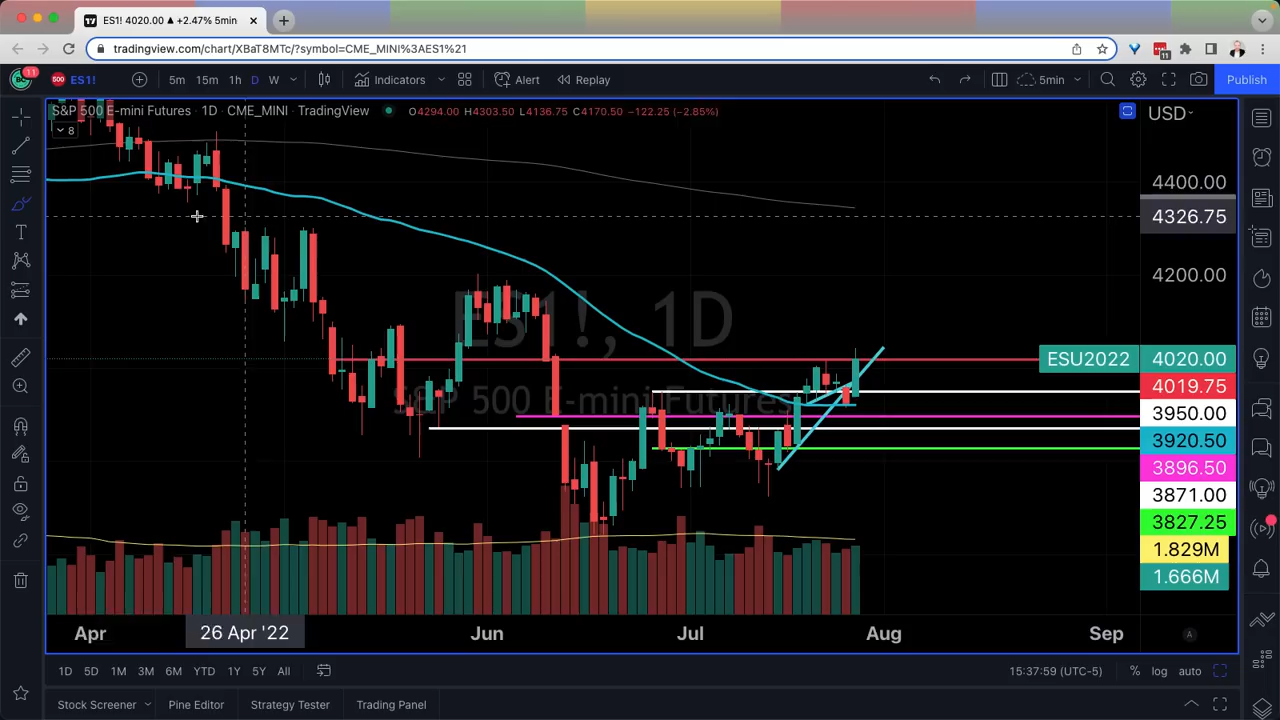 ES1! 4020.00 ▲ +2.47% 5min
tradingview.com/chart/XBaT8MTc/?symbol=CME_MINI%3AES1%21
11
11
500 ES1! 5m 15m 1h D W Indicators Alert Replay 5min Publish
S&P 500 E-mini Futures · 1D · CME_MINI · TradingView O4294.00 H4303.50 L4136.75 C4170.50 −122.25 (−2.85%) USD
8
4400.00
4326.75
4200.00
ES1!, 1D
ESU2022 4020.00
4019.75
S&P 500 E-mini Futures
3950.00
3920.50
3896.50
3871.00
3827.25
1.829M
1.666M
Apr 26 Apr '22 Jun Jul Aug Sep A
1D 5D 1M 3M 6M YTD 1Y 5Y All 15:37:59 (UTC-5) % log auto
Stock Screener Pine Editor Strategy Tester Trading Panel